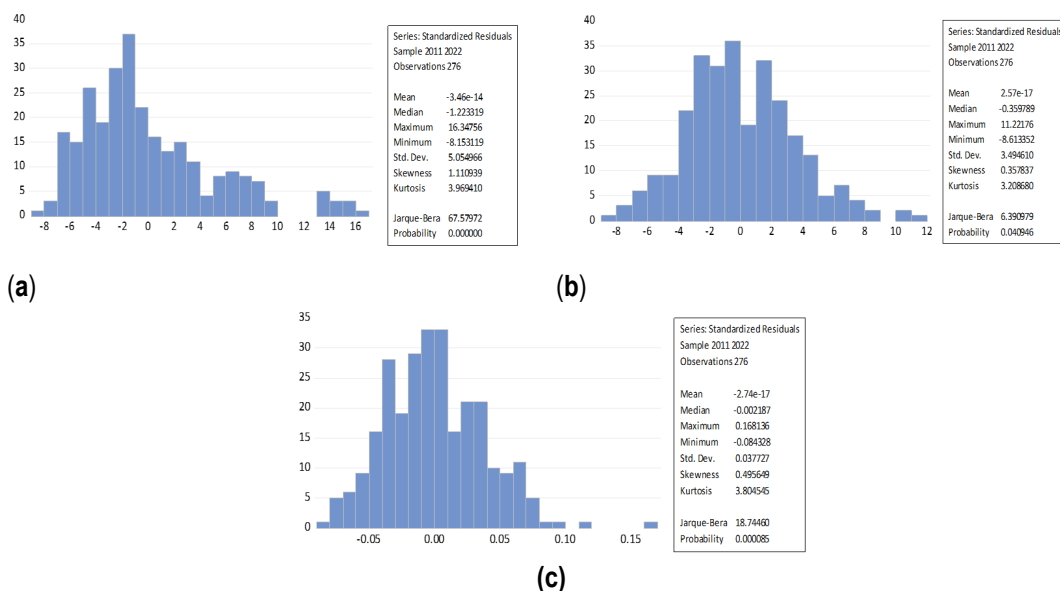 40
35
30
25
20
15
10
5
0
-8 -6 -4 -2 0 2 4 6 8 10 12 14 16
Series: Standardized Residuals
Sample 2011 2022
Observations 276
Mean -3.46e-14
Median -1.223319
Maximum 16.34756
Minimum -8.153119
Std. Dev. 5.054966
Skewness 1.110939
Kurtosis 3.969410
Jarque-Bera 67.57972
Probability 0.000000
(a)
40
35
30
25
20
15
10
5
0
-8 -6 -4 -2 0 2 4 6 8 10 12
Series: Standardized Residuals
Sample 2011 2022
Observations 276
Mean 2.57e-17
Median -0.359789
Maximum 11.22176
Minimum -8.613352
Std. Dev. 3.494610
Skewness 0.357837
Kurtosis 3.208680
Jarque-Bera 6.390979
Probability 0.040946
(b)
35
30
25
20
15
10
5
0
-0.05 0.00 0.05 0.10 0.15
Series: Standardized Residuals
Sample 2011 2022
Observations 276
Mean -2.74e-17
Median -0.002187
Maximum 0.168136
Minimum -0.084328
Std. Dev. 0.037727
Skewness 0.495649
Kurtosis 3.804545
Jarque-Bera 18.74460
Probability 0.000085
(c)